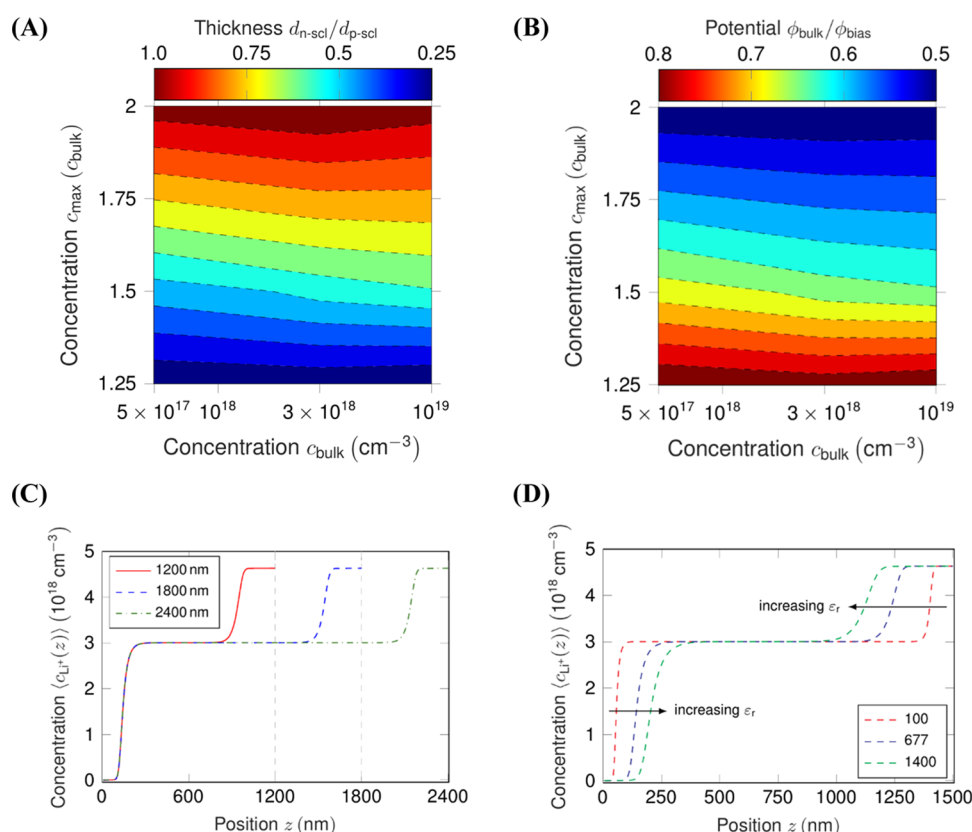 (A)
Thickness d_n-scl/d_p-scl
1.0 0.75 0.5 0.25
Concentration c_max (c_bulk)
2
1.75
1.5
1.25
5 × 10^17 10^18 3 × 10^18 10^19
Concentration c_bulk (cm^−3)
(B)
Potential ϕ_bulk/ϕ_bias
0.8 0.7 0.6 0.5
Concentration c_max (c_bulk)
2
1.75
1.5
1.25
5 × 10^17 10^18 3 × 10^18 10^19
Concentration c_bulk (cm^−3)
(C)
Concentration ⟨c_Li+(z)⟩ (10^18 cm^−3)
5
4
3
2
1
0
1200 nm
1800 nm
2400 nm
0 600 1200 1800 2400
Position z (nm)
(D)
Concentration ⟨c_Li+(z)⟩ (10^18 cm^−3)
5
4
3
2
1
0
increasing ε_r
increasing ε_r
100
677
1400
0 250 500 750 1000 1250 1500
Position z (nm)